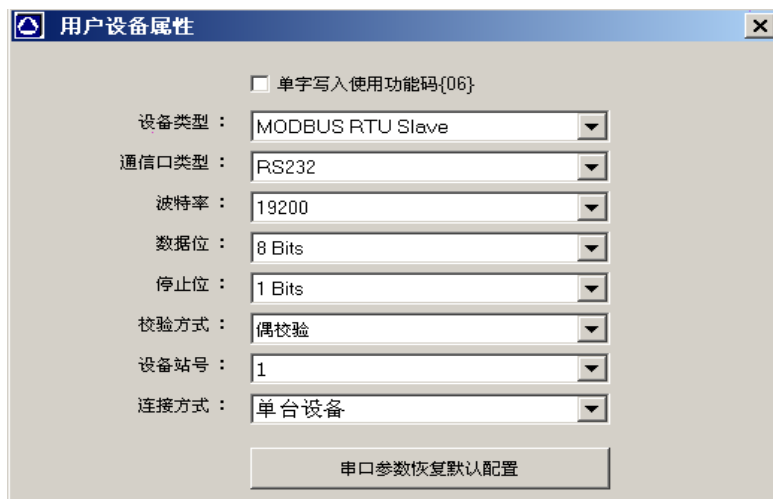 用户设备属性
单字写入使用功能码{06}
设备类型： MODBUS RTU Slave
通信口类型： RS232
波特率： 19200
数据位： 8 Bits
停止位： 1 Bits
校验方式： 偶校验
设备站号： 1
连接方式： 单台设备
串口参数恢复默认配置